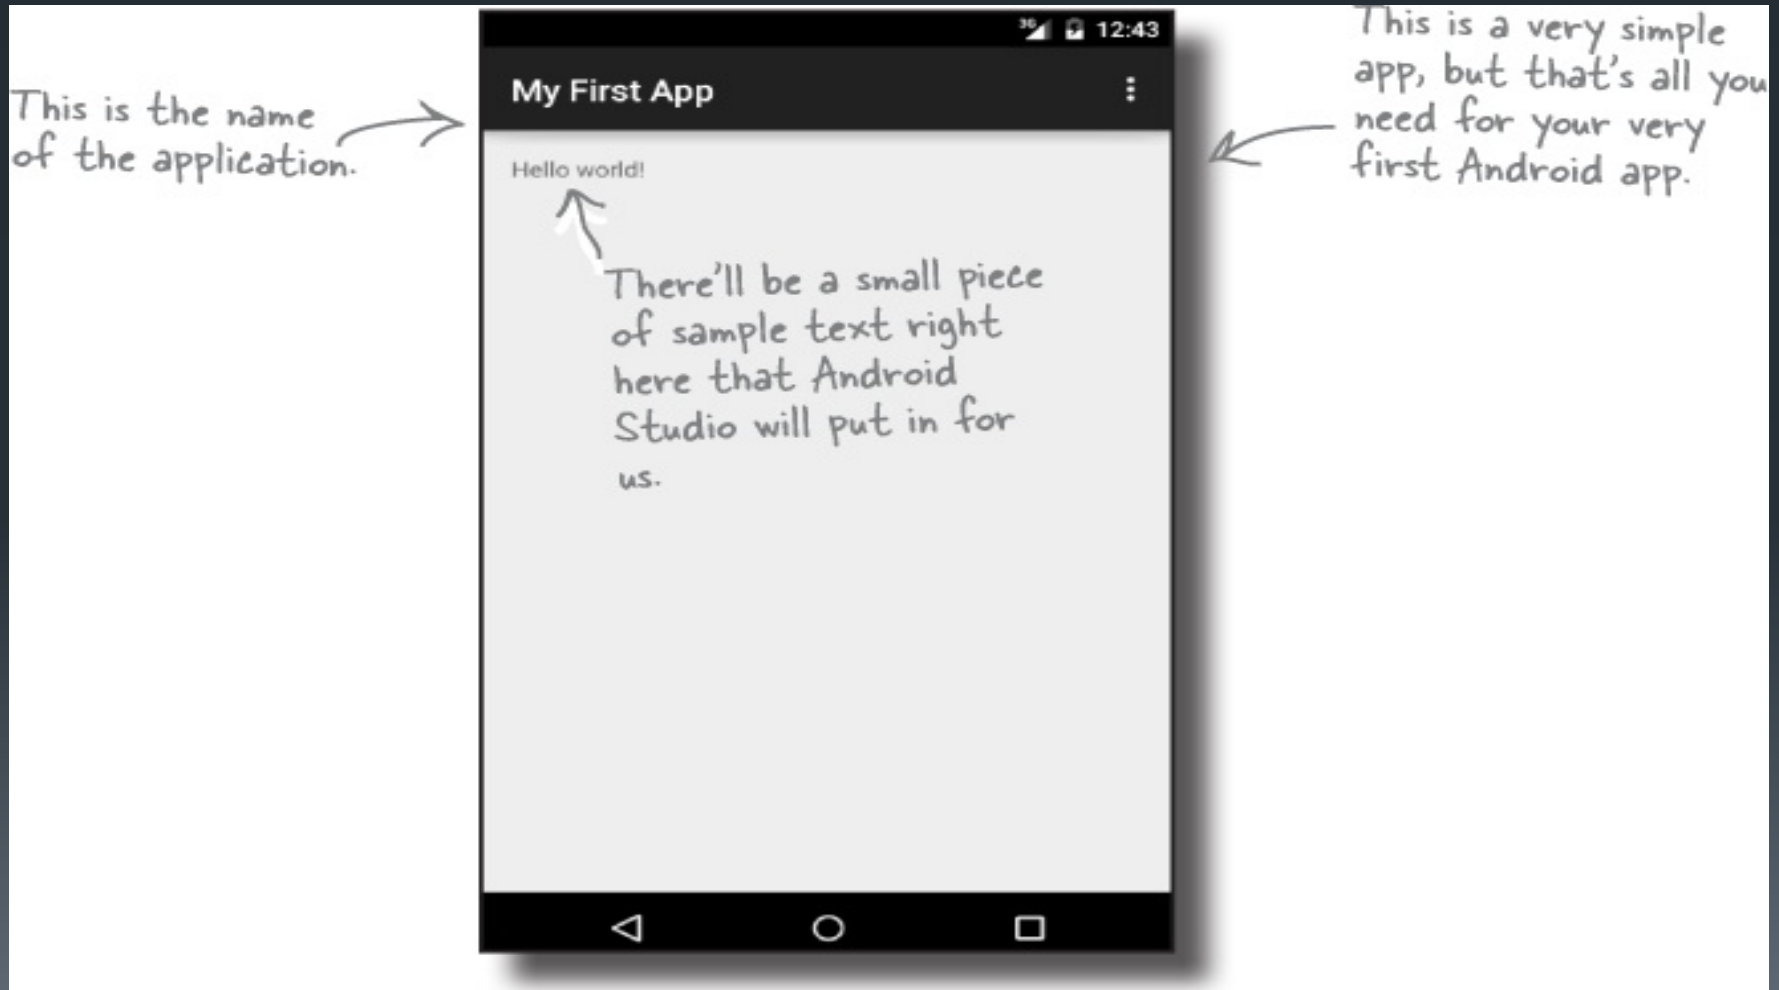 This is the name
of the application.
3G 12:43
My First App
Hello world!
There'll be a small piece
of sample text right
here that Android
Studio will put in for
us.
This is a very simple
app, but that's all you
need for your very
first Android app.